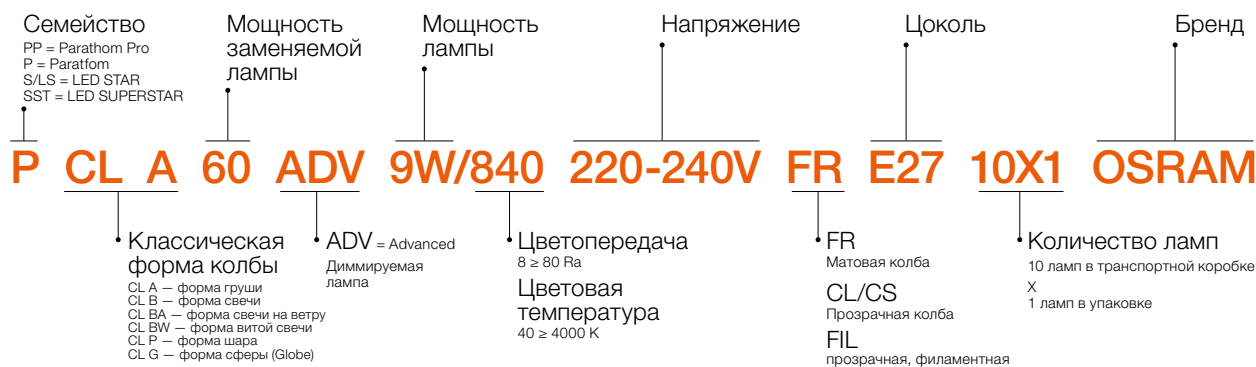 Семейство
PP = Parathom Pro
P = Paratfom
S/LS = LED STAR
SST = LED SUPERSTAR
Мощность
заменяемой
лампы
Мощность
лампы
Напряжение
Цоколь
Бренд
P CL A 60 ADV 9W/840 220-240V FR E27 10X1 OSRAM
Классическая
форма колбы
CL A — форма груши
CL B — форма свечи
CL BA — форма свечи на ветру
CL BW — форма витой свечи
CL P — форма шара
CL G — форма сферы (Globe)
ADV = Advanced
Диммируемая
лампа
Цветопередача
8 ≥ 80 Ra
Цветовая
температура
40 ≥ 4000 K
FR
Матовая колба
CL/CS
Прозрачная колба
FIL
прозрачная, филаментная
Количество ламп
10 ламп в транспортной коробке
X
1 ламп в упаковке